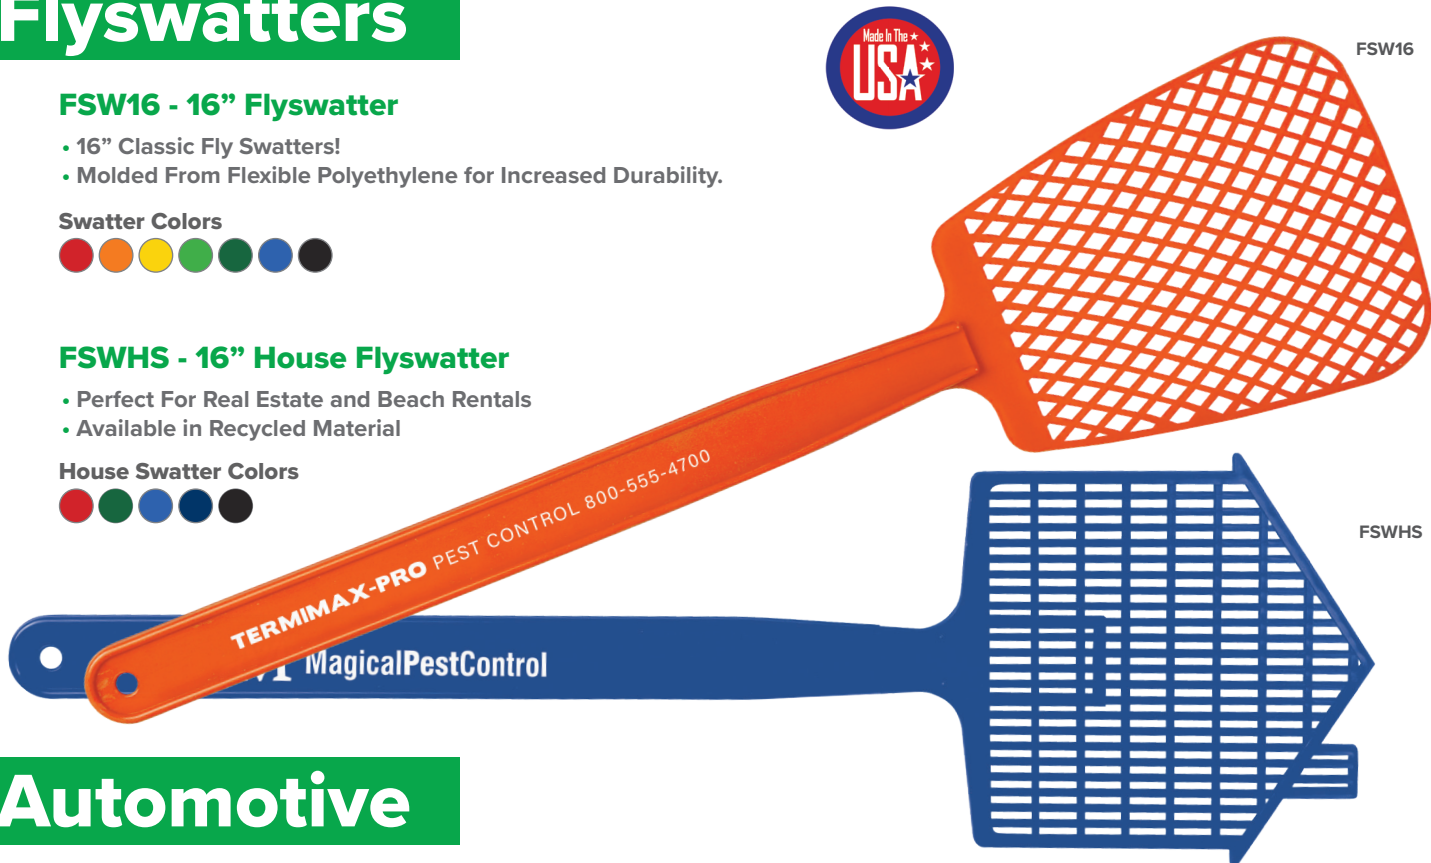 Flyswatters
FSW16 - 16” Flyswatter
• 16” Classic Fly Swatters!
• Molded From Flexible Polyethylene for Increased Durability.
Swatter Colors
Made In The
USA
FSW16
FSWHS - 16” House Flyswatter
• Perfect For Real Estate and Beach Rentals
• Available in Recycled Material
House Swatter Colors
TERMIMAX-PRO PEST CONTROL 800-555-4700
MagicalPestControl
FSWHS
Automotive